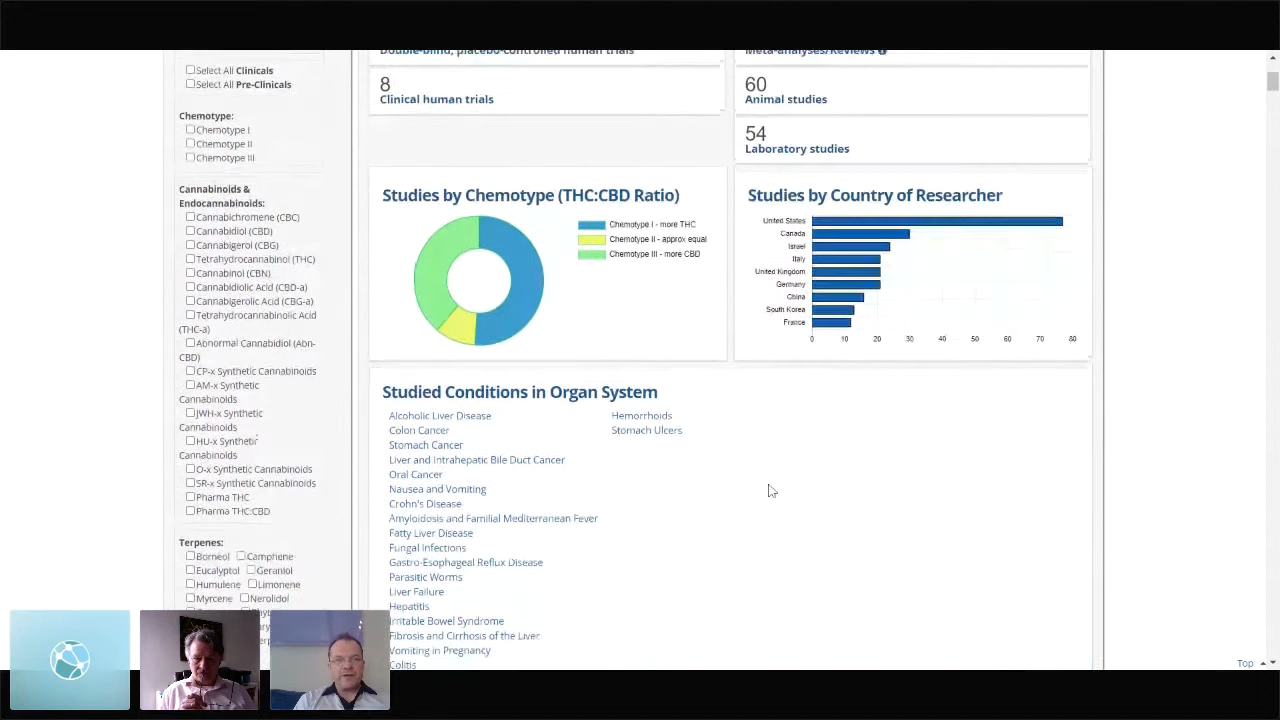 Select All Clinicals
Select All Pre-Clinicals
Chemotype:
Chemotype I
Chemotype II
Chemotype III
Cannabinoids &
Endocannabinoids:
Cannabichrome (CBC)
Cannabidiol (CBD)
Cannabigerol (CBG)
Tetrahydrocannabinol (THC)
Cannabinol (CBN)
Cannabidiolic Acid (CBD-a)
Cannabigerolic Acid (CBG-a)
Tetrahydrocannabinolic Acid
(THC-a)
Abnormal Cannabidiol (Abn-
CBD)
CP-x Synthetic Cannabinoids
AM-x Synthetic
Cannabinoids
JWH-x Synthetic
Cannabinoids
HU-x Synthetic
Cannabinoids
O-x Synthetic Cannabinoids
SR-x Synthetic Cannabinoids
Pharma THC
Pharma THC:CBD
Terpenes:
Borneol Camphene
Eucalyptol Geraniol
Humulene Limonene
Myrcene Nerolidol
Double-blind, placebo-controlled human trials
8
Clinical human trials
Meta-analyses/Reviews
60
Animal studies
54
Laboratory studies
Studies by Chemotype (THC:CBD Ratio)
Chemotype I - more THC
Chemotype II - approx equal
Chemotype III - more CBD
Studies by Country of Researcher
United States
Canada
Israel
Italy
United Kingdom
Germany
China
South Korea
France
0 10 20 30 40 50 60 70 80
Studied Conditions in Organ System
Alcoholic Liver Disease
Colon Cancer
Stomach Cancer
Liver and Intrahepatic Bile Duct Cancer
Oral Cancer
Nausea and Vomiting
Crohn's Disease
Amyloidosis and Familial Mediterranean Fever
Fatty Liver Disease
Fungal Infections
Gastro-Esophageal Reflux Disease
Parasitic Worms
Liver Failure
Hepatitis
Irritable Bowel Syndrome
Fibrosis and Cirrhosis of the Liver
Vomiting in Pregnancy
Colitis
Hemorrhoids
Stomach Ulcers
Top